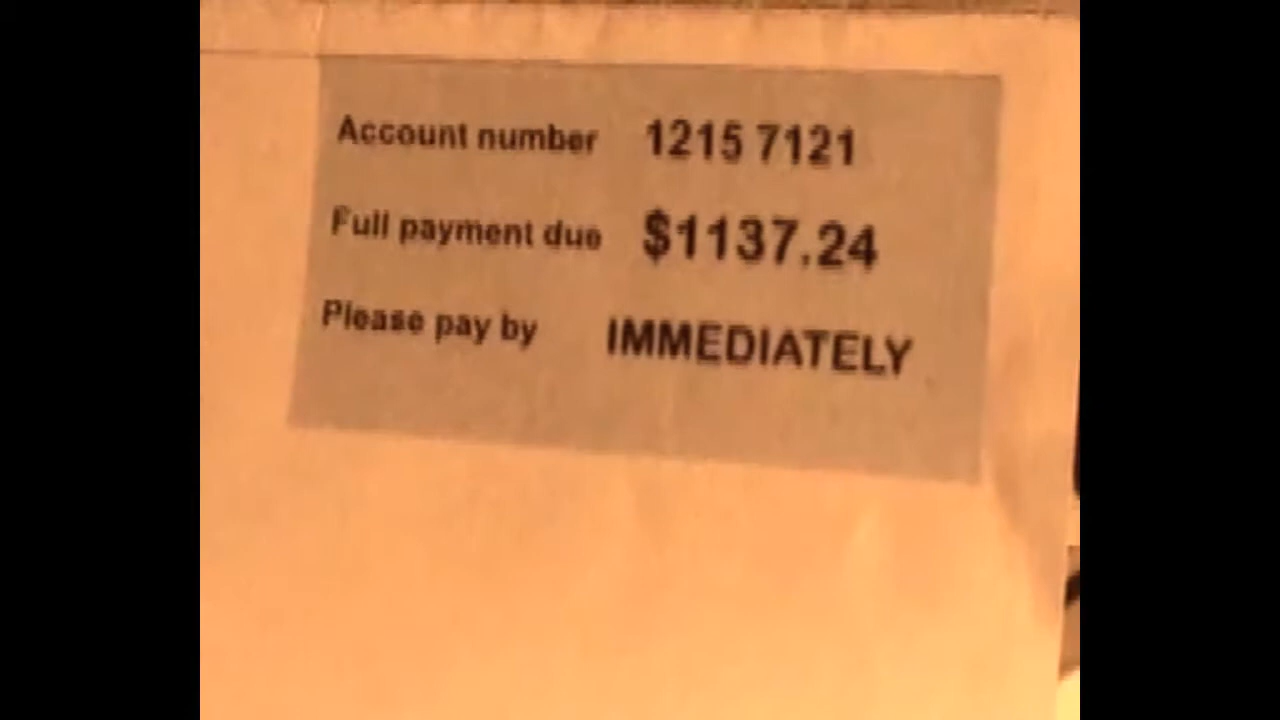 Account number 1215 7121
Full payment due $1137.24
Please pay by IMMEDIATELY